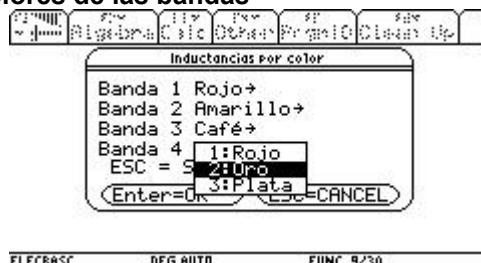 lores de las bandas
Algebra Calc Other PrgmIO Clean Up
Inductancias por color
Banda 1 Rojo→
Banda 2 Amarillo→
Banda 3 Café→
Banda 4
1:Rojo
ESC = S
2:Oro
3:Plata
Enter=OK
ESC=CANCEL
ELECBASC DEG AUTO FUNC 9/30